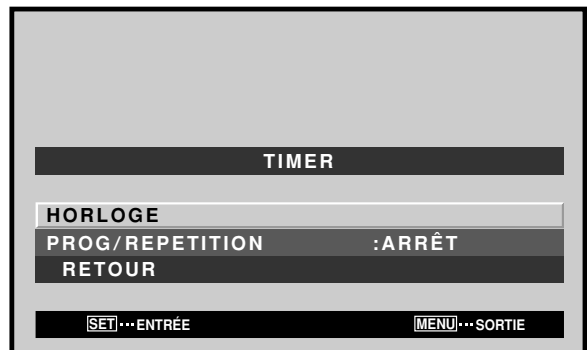 TIMER
HORLOGE
PROG/REPETITION :ARRÊT
RETOUR
SET···ENTRÉE MENU···SORTIE